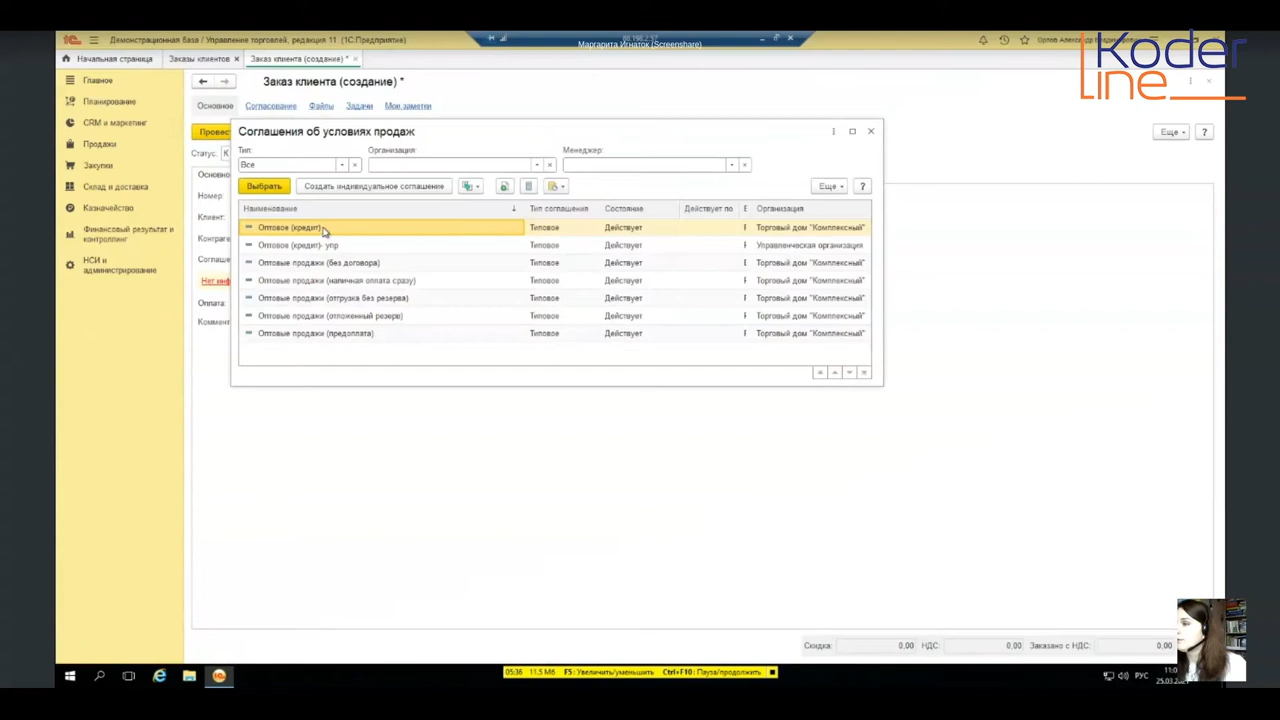 Koder
line
Демонстрационная база / Управление торговлей, редакция 11 (1С:Предприятие)
Маргарита Игнаток (Screenshare)
Начальная страница
Заказы клиентов ×
Заказ клиента (создание) * ×
Главное
Планирование
CRM и маркетинг
Продажи
Закупки
Склад и доставка
Казначейство
Финансовый результат и
контроллинг
НСИ и
администрирование
Заказ клиента (создание) *
Основное Согласование Файлы Задачи Мои заметки
Еще ?
Статус:
Номер:
Клиент:
Оплата:
Соглашения об условиях продаж
Тип: Организация: Менеджер:
Все
Выбрать Создать индивидуальное соглашение Еще ?
Наименование ↓ Тип соглашения Состояние Действует по Организация
Оптовое (кредит) Типовое Действует Торговый дом "Комплексный"
Оптовое (кредит)- упр Типовое Действует Управленческая организация
Оптовые продажи (без договора) Типовое Действует Торговый дом "Комплексный"
Оптовые продажи (наличная оплата сразу) Типовое Действует Торговый дом "Комплексный"
Оптовые продажи (отгрузка без резерва) Типовое Действует Торговый дом "Комплексный"
Оптовые продажи (отложенный резерв) Типовое Действует Торговый дом "Комплексный"
Оптовые продажи (предоплата) Типовое Действует Торговый дом "Комплексный"
Скидка: 0,00 НДС: 0,00 Заказано с НДС: 0,00
05:36 11.5 Мб F5: Увеличить/уменьшить Ctrl+F10: Пауза/продолжить
РУС